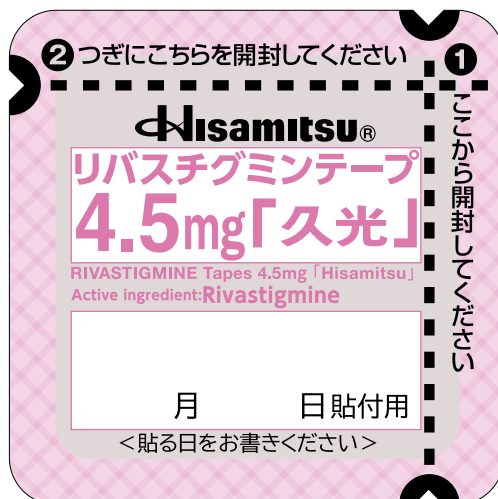 ❷つぎにこちらを開封してください
❶
ここから開封してください
Hisamitsu®
リバスチグミンテープ
4.5mg「久光」
RIVASTIGMINE Tapes 4.5mg「Hisamitsu」
Active ingredient:Rivastigmine
月 日貼付用
＜貼る日をお書きください＞